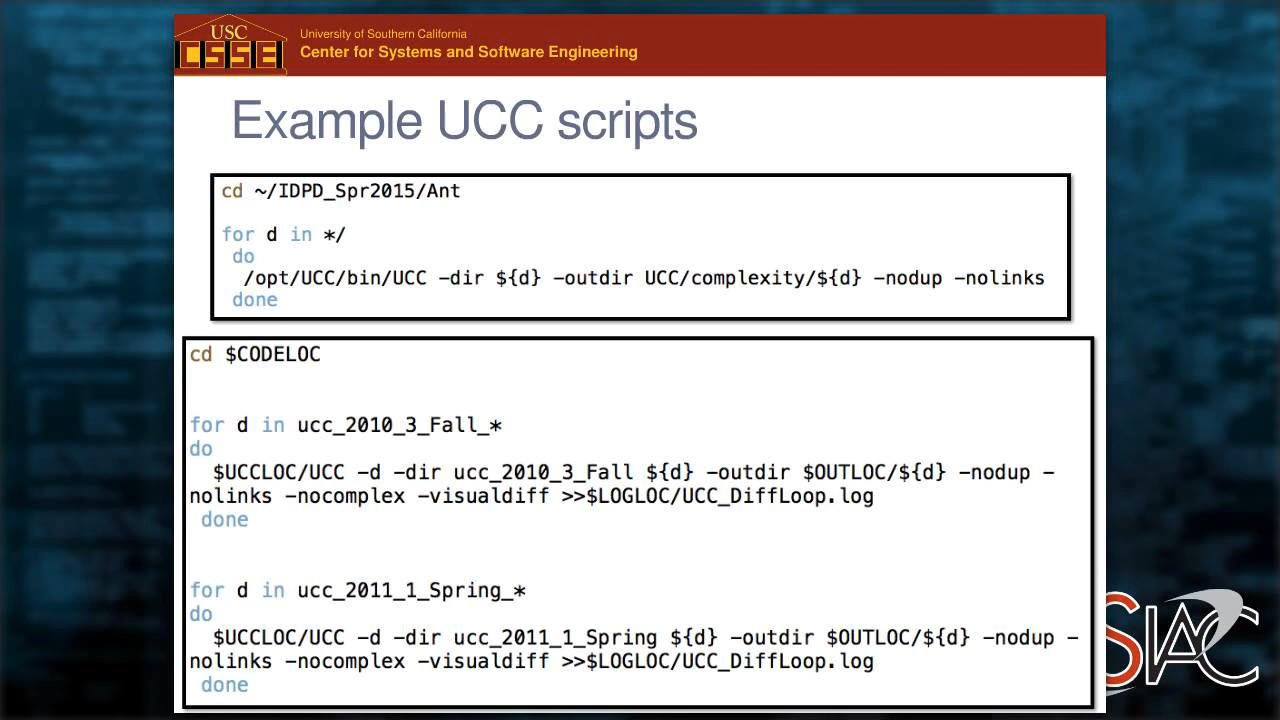 USC
CSSE
University of Southern California
Center for Systems and Software Engineering
Example UCC scripts
cd ~/IDPD_Spr2015/Ant
for d in */
do
/opt/UCC/bin/UCC -dir ${d} -outdir UCC/complexity/${d} -nodup -nolinks
done
cd $CODELOC
for d in ucc_2010_3_Fall_*
do
$UCCLOC/UCC -d -dir ucc_2010_3_Fall ${d} -outdir $OUTLOC/${d} -nodup -
nolinks -nocomplex -visualdiff >>$LOGLOC/UCC_DiffLoop.log
done
for d in ucc_2011_1_Spring_*
do
$UCCLOC/UCC -d -dir ucc_2011_1_Spring ${d} -outdir $OUTLOC/${d} -nodup -
nolinks -nocomplex -visualdiff >>$LOGLOC/UCC_DiffLoop.log
done
SIAC